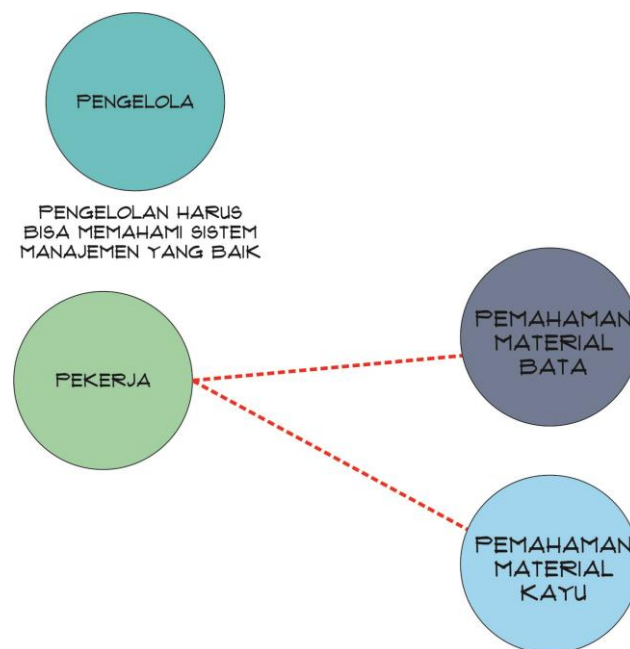 PENGELOLA
PENGELOLAN HARUS
BISA MEMAHAMI SISTEM
MANAJEMEN YANG BAIK
PEKERJA
PEMAHAMAN
MATERIAL
BATA
PEMAHAMAN
MATERIAL
KAYU